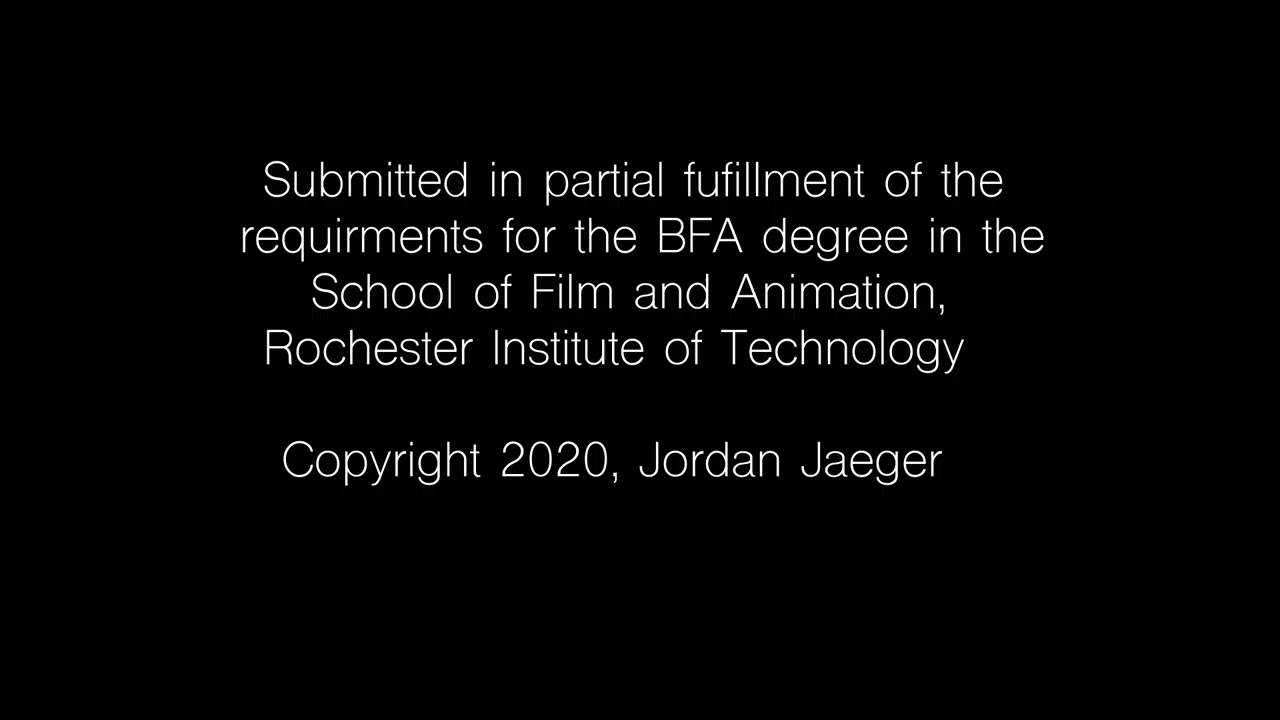 Submitted in partial fufillment of the
requirments for the BFA degree in the
School of Film and Animation,
Rochester Institute of Technology
Copyright 2020, Jordan Jaeger